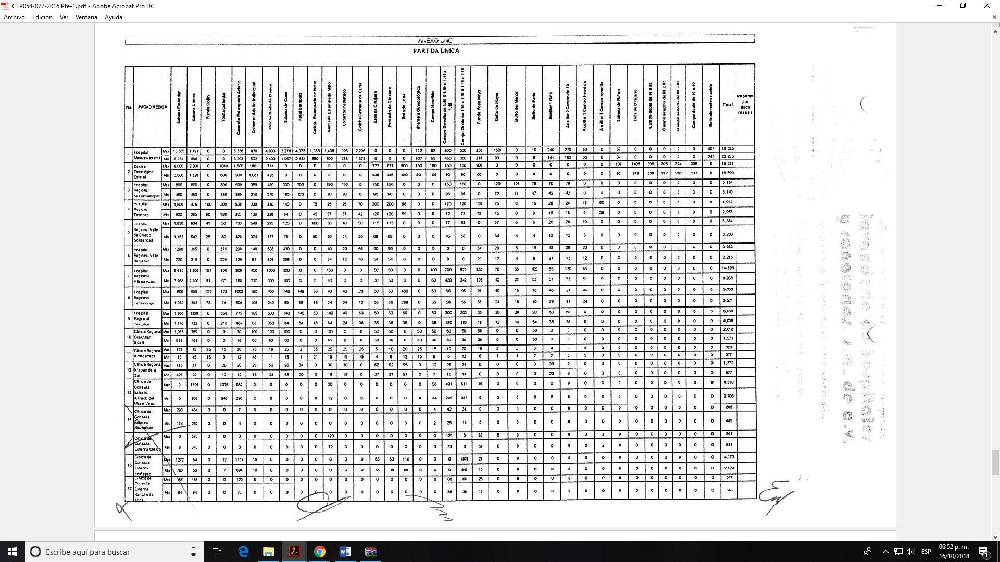 CLP054-077-2016 Pte-1.pdf - Adobe Acrobat Pro DC
Archivo Edición Ver Ventana Ayuda
ANEXO UNO
PARTIDA ÚNICA
No. UNIDAD MÉDICA Sabana Estándar Sabana Clínica Funda Cojín Toalla Estándar Camisón Estampado Adulto Cobertor Adulto Individual Colcha Grabada Blanca Sabana de Cuna Pañal Bombasí Cobija Estampada de Bebe Camisón Estampado Niño Cobertor Pediátrico Colcha Grabada de Cuna Saco de Cirujano Pantalón de Cirujano Bota de Lona Piernera Ginecológica Campo Hendido Campo Sencillo de 1.10 X 1.10 o 1.15 x 1.15 Campo Doble de 1.10 x 1.10 o 1.15 x 1.15 Funda Mesa Mayo Bulto de Mayor Bulto del Menor Bulto de Parto Auxiliar 1 Bata Auxiliar 2 Campo de 90 Auxiliar 1 Campo Hendido Auxiliar 1 Campo sencillo Sabana de Riñon Bata de Cirujano Campo doble de 65 x 65 Campo sencillo de 65 x 65 Campo sencillo de 90 x 90 Campo doble de 90 x 90 Bulto de recien nacido Total Importe por doce meses
1 Hospital Materno Infantil Max 10,385 1,493 0 0 5,338 870 4,000 3,278 4,073 1,083 1,498 396 2,296 0 0 0 512 92 800 600 350 150 0 10 240 270 63 0 57 0 0 0 0 0 401 38,255
Min 6,231 896 0 0 3,203 522 2,400 1,967 2,444 650 899 238 1,378 0 0 0 307 55 480 360 210 90 0 6 144 162 38 0 34 0 0 0 0 0 241 22,953
2 Centro Oncológico Estatal Max 6,000 2,200 0 1010 1,500 1801 714 0 0 0 0 0 0 727 727 800 150 180 150 150 100 0 0 0 0 0 0 0 137 1405 396 395 394 395 0 19,331
Min 3,600 1,320 0 606 900 1,081 428 0 0 0 0 0 0 436 436 480 90 108 90 90 60 0 0 0 0 0 0 0 82 843 238 237 236 237 0 11,599
3 Hospital Regional Nezahualcoyotl Max 800 800 0 300 600 350 450 300 200 0 150 150 0 150 150 0 0 0 160 160 0 120 125 79 70 70 0 0 0 0 0 0 0 0 0 5,184
Min 480 480 0 180 360 210 270 180 120 0 90 90 0 90 90 0 0 0 96 96 0 72 75 47 42 42 0 0 0 0 0 0 0 0 0 3,110
4 Hospital Regional Texcoco Max 1,500 475 100 200 539 230 380 140 0 75 95 95 70 200 200 98 0 0 120 120 120 25 0 15 25 25 15 60 0 0 0 0 0 0 0 4,922
Min 900 285 60 120 323 138 228 84 0 45 57 57 42 120 120 59 0 0 72 72 72 15 0 9 15 15 9 36 0 0 0 0 0 0 0 2,953
5 Hospital Regional Valle de Chalco Solidaridad Max 1,920 904 41 50 700 540 295 125 0 100 50 40 50 115 115 0 0 0 77 93 0 57 6 6 20 20 10 0 0 0 0 0 0 0 0 5,334
Min 1,152 542 25 30 420 324 177 75 0 60 30 24 30 69 69 0 0 0 46 56 0 34 4 4 12 12 6 0 0 0 0 0 0 0 0 3,200
6 Hospital Regional Valle de Bravo Max 1200 365 0 375 200 140 508 430 0 0 40 20 66 90 90 0 0 0 0 0 34 29 6 15 45 20 20 0 0 0 0 0 0 0 0 3,693
Min 720 219 0 225 120 84 305 258 0 0 24 12 40 54 54 0 0 0 0 0 20 17 4 9 27 12 12 0 0 0 0 0 0 0 0 2,216
7 Hospital Regional Atlacomulco Max 6,610 3,500 151 100 300 450 1000 300 0 0 150 0 0 50 50 0 0 100 700 570 330 70 60 105 85 130 85 0 0 0 0 0 0 0 0 14,896
Min 3,966 2,100 91 60 180 270 600 180 0 0 90 0 0 30 30 0 0 60 420 342 198 42 36 63 51 78 51 0 0 0 0 0 0 0 0 8,938
8 Hospital Regional Tenancingo Max 1800 655 122 123 1000 180 400 148 148 60 40 40 20 60 60 480 0 60 96 96 96 40 16 16 48 24 40 0 0 0 0 0 0 0 0 5,868
Min 1,080 393 73 74 600 108 240 89 89 36 24 24 12 36 36 288 0 36 58 58 58 24 10 10 29 14 24 0 0 0 0 0 0 0 0 3,521
9 Hospital Regional Tejupilco Max 1,900 1220 0 350 775 105 600 140 140 80 140 40 60 60 60 60 0 60 300 300 30 20 30 90 60 60 0 0 0 0 0 0 0 0 0 6,680
Min 1,140 732 0 210 465 63 360 84 84 48 84 24 36 36 36 36 0 36 180 180 18 12 18 54 36 36 0 0 0 0 0 0 0 0 0 4,008
10 Clínica Regional Cuautitlán Izcalli Max 1,018 769 0 0 30 100 100 100 0 0 101 0 0 50 50 0 50 50 50 50 50 0 0 50 0 0 0 0 0 0 0 0 0 0 0 2,618
Min 611 461 0 0 18 60 60 60 0 0 61 0 0 30 30 0 30 30 30 30 30 0 0 30 0 0 0 0 0 0 0 0 0 0 0 1,571
11 Clínica Regional Amecameca Max 125 75 25 15 20 75 19 25 2 35 25 25 25 6 10 20 25 15 10 20 10 2 2 3 4 3 8 0 0 0 0 0 0 0 0 629
Min 75 45 15 9 12 45 11 15 1 21 15 15 15 4 6 12 15 9 6 12 6 1 1 2 2 2 5 0 0 0 0 0 0 0 0 377
12 Clínica Regional Ixtapan de la Sal Max 710 37 0 20 20 26 56 96 34 0 30 30 0 62 62 95 0 12 26 24 0 0 0 0 39 0 0 0 0 0 0 0 0 0 0 1,379
Min 426 22 0 12 12 16 34 58 20 0 18 18 0 37 37 57 0 7 16 14 0 0 0 0 23 0 0 0 0 0 0 0 0 0 0 827
13 Clínica de Consulta Externa Alfredo del Mazo Vélez Max 0 1596 0 1076 650 0 0 0 0 0 20 0 0 0 0 0 0 56 491 611 10 0 0 0 0 0 0 0 0 0 0 0 0 0 0 4,510
Min 0 958 0 646 390 0 0 0 0 0 12 0 0 0 0 0 0 34 295 367 6 0 0 0 0 0 0 0 0 0 0 0 0 0 0 2,706
14 Clínica de Consulta Externa Naucalpan Max 290 434 0 0 7 0 0 0 0 0 0 0 0 0 0 0 0 4 42 31 0 0 0 0 0 0 0 0 0 0 0 0 0 0 0 808
Min 174 260 0 0 4 0 0 0 0 0 0 0 0 0 0 0 0 2 25 19 0 0 0 0 0 0 0 0 0 0 0 0 0 0 0 485
15 Clínica de Consulta Externa Chalco Max 0 572 0 0 0 0 0 0 0 0 120 0 0 0 0 0 0 0 121 0 85 0 0 0 0 0 0 3 0 0 0 0 0 0 0 901
Min 0 343 0 0 0 0 0 0 0 0 72 0 0 0 0 0 0 0 73 0 51 0 0 0 0 0 0 2 0 0 0 0 0 0 0 541
16 Clínica de Consulta Externa Ecatepec Max 1272 84 0 12 1157 16 0 0 0 0 0 0 0 63 63 110 0 0 0 1575 21 0 0 0 0 0 0 0 0 0 0 0 0 0 0 4,373
Min 763 50 0 7 694 10 0 0 0 0 0 0 0 38 38 66 0 0 0 945 13 0 0 0 0 0 0 0 0 0 0 0 0 0 0 2,624
17 Clínica de Consulta Externa Rancho La Mora Max 156 156 0 0 120 0 0 0 0 0 0 0 0 0 0 0 0 0 60 60 25 0 0 0 0 0 0 0 0 0 0 0 0 0 0 577
Min 94 94 0 0 72 0 0 0 0 0 0 0 0 0 0 0 0 0 36 36 15 0 0 0 0 0 0 0 0 0 0 0 0 0 0 346
Escribe aquí para buscar
ESP
06:52 p. m.
16/10/2018
1